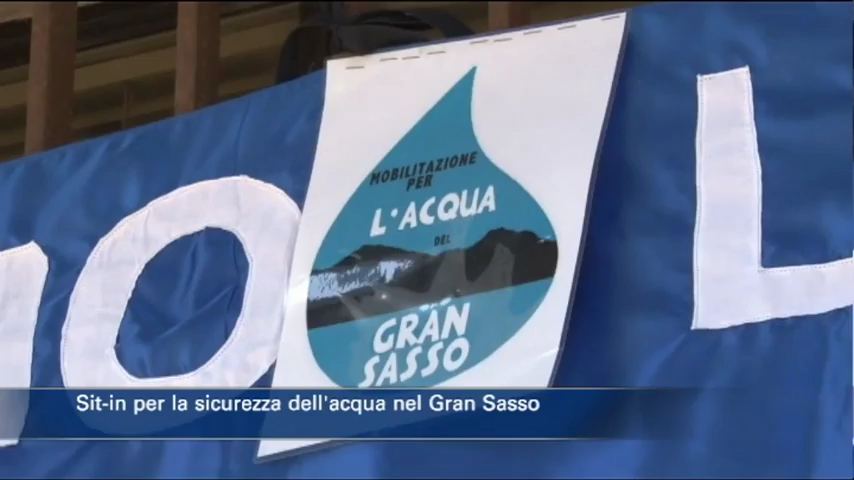 MOBILITAZIONE
PER
L'ACQUA
DEL
GRAN
SASSO
L
Sit-in per la sicurezza dell'acqua nel Gran Sasso